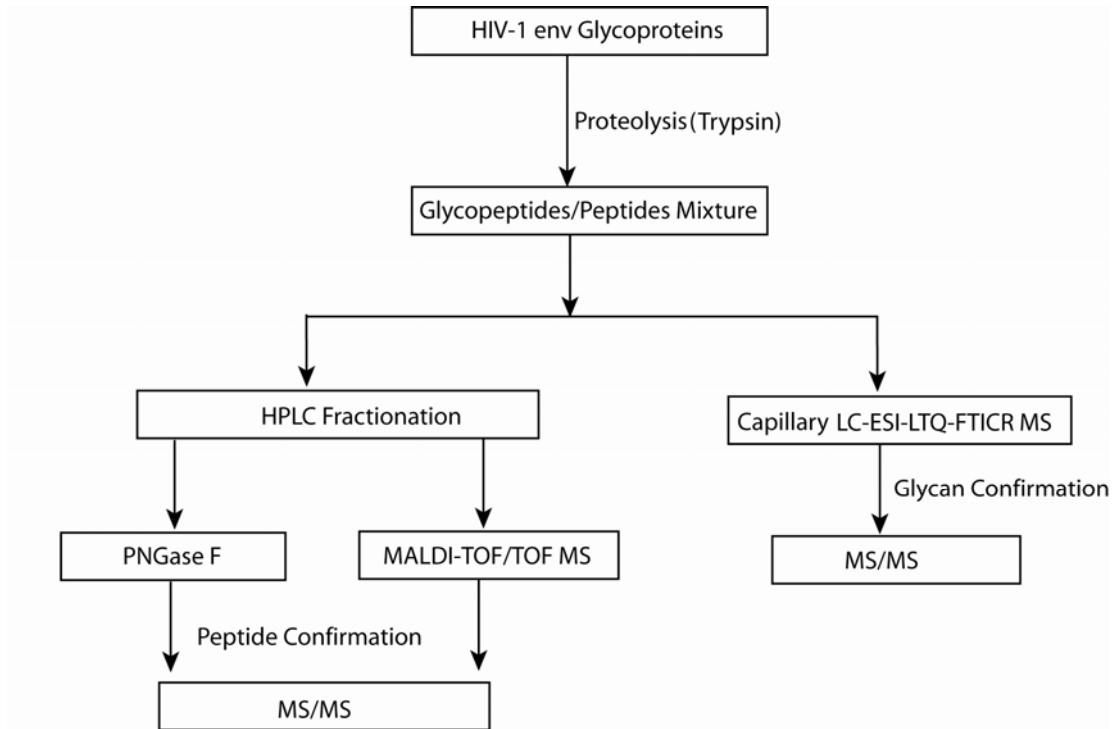 HIV-1 env Glycoproteins
Proteolysis(Trypsin)
Glycopeptides/Peptides Mixture
HPLC Fractionation
Capillary LC-ESI-LTQ-FTICR MS
Glycan Confirmation
PNGase F
MALDI-TOF/TOF MS
MS/MS
Peptide Confirmation
MS/MS